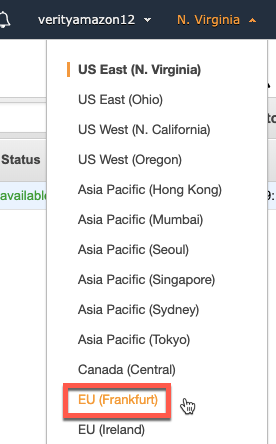 verityamazon12 N. Virginia
US East (N. Virginia)
US East (Ohio)
US West (N. California)
Status
US West (Oregon)
Asia Pacific (Hong Kong)
available
Asia Pacific (Mumbai)
Asia Pacific (Seoul)
Asia Pacific (Singapore)
Asia Pacific (Sydney)
Asia Pacific (Tokyo)
Canada (Central)
EU (Frankfurt)
EU (Ireland)